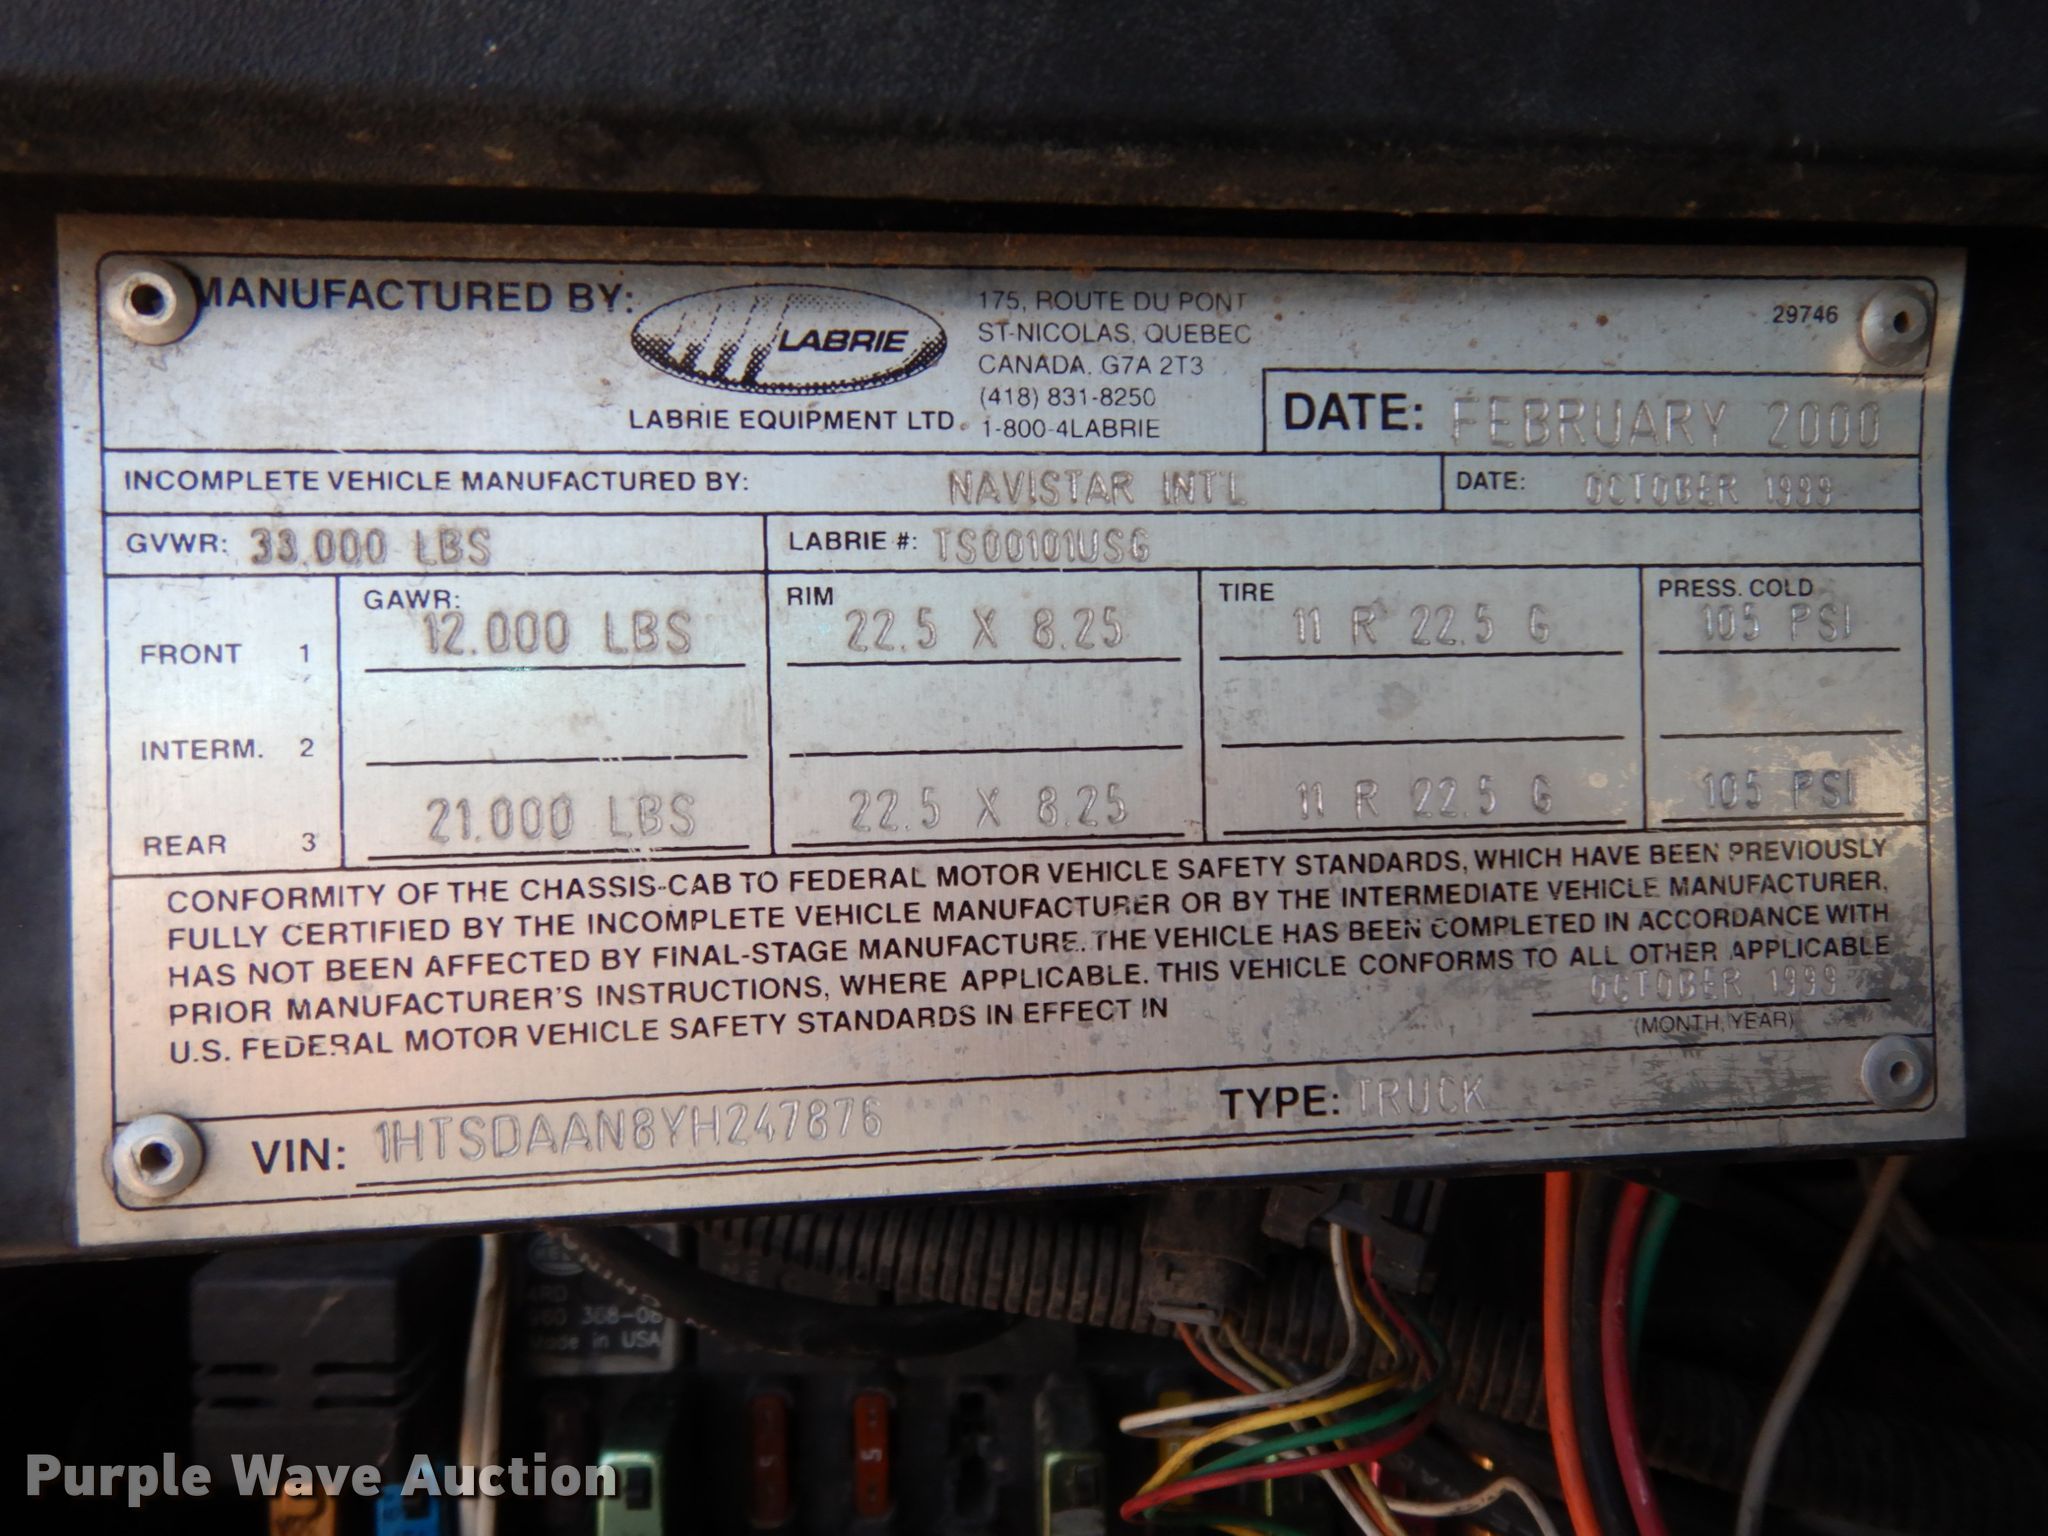 MANUFACTURED BY:
LABRIE
LABRIE EQUIPMENT LTD.
175, ROUTE DU PONT
ST-NICOLAS, QUEBEC
CANADA, G7A 2T3
(418) 831-8250
1-800-4LABRIE
29746
DATE: FEBRUARY 2000
INCOMPLETE VEHICLE MANUFACTURED BY: NAVISTAR INT'L DATE: OCTOBER 1999
GVWR: 33.000 LBS LABRIE #: TS00101USG
GAWR: RIM TIRE PRESS. COLD
FRONT 1 12.000 LBS 22.5 X 8.25 11 R 22.5 G 105 PSI
INTERM. 2
REAR 3 21.000 LBS 22.5 X 8.25 11 R 22.5 G 105 PSI
CONFORMITY OF THE CHASSIS-CAB TO FEDERAL MOTOR VEHICLE SAFETY STANDARDS, WHICH HAVE BEEN PREVIOUSLY
FULLY CERTIFIED BY THE INCOMPLETE VEHICLE MANUFACTURER OR BY THE INTERMEDIATE VEHICLE MANUFACTURER,
HAS NOT BEEN AFFECTED BY FINAL-STAGE MANUFACTURE. THE VEHICLE HAS BEEN COMPLETED IN ACCORDANCE WITH
PRIOR MANUFACTURER'S INSTRUCTIONS, WHERE APPLICABLE. THIS VEHICLE CONFORMS TO ALL OTHER APPLICABLE
U.S. FEDERAL MOTOR VEHICLE SAFETY STANDARDS IN EFFECT IN OCTOBER 1999
(MONTH, YEAR)
VIN: 1HTSDAAN8YH247876 TYPE: TRUCK
Made in USA
5
5
Purple Wave Auction